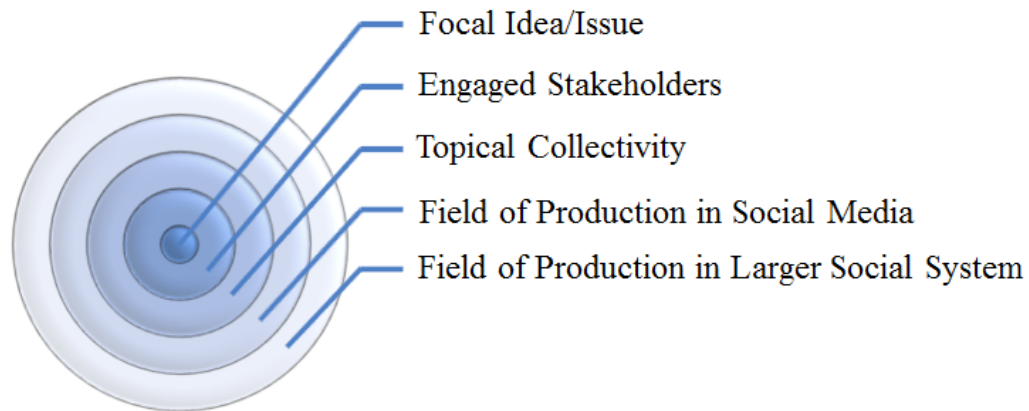 Focal Idea/Issue
Engaged Stakeholders
Topical Collectivity
Field of Production in Social Media
Field of Production in Larger Social System